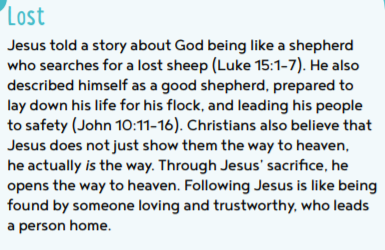 Lost
Jesus told a story about God being like a shepherd
who searches for a lost sheep (Luke 15:1–7). He also
described himself as a good shepherd, prepared to
lay down his life for his flock, and leading his people
to safety (John 10:11–16). Christians also believe that
Jesus does not just show them the way to heaven,
he actually is the way. Through Jesus’ sacrifice, he
opens the way to heaven. Following Jesus is like being
found by someone loving and trustworthy, who leads
a person home.